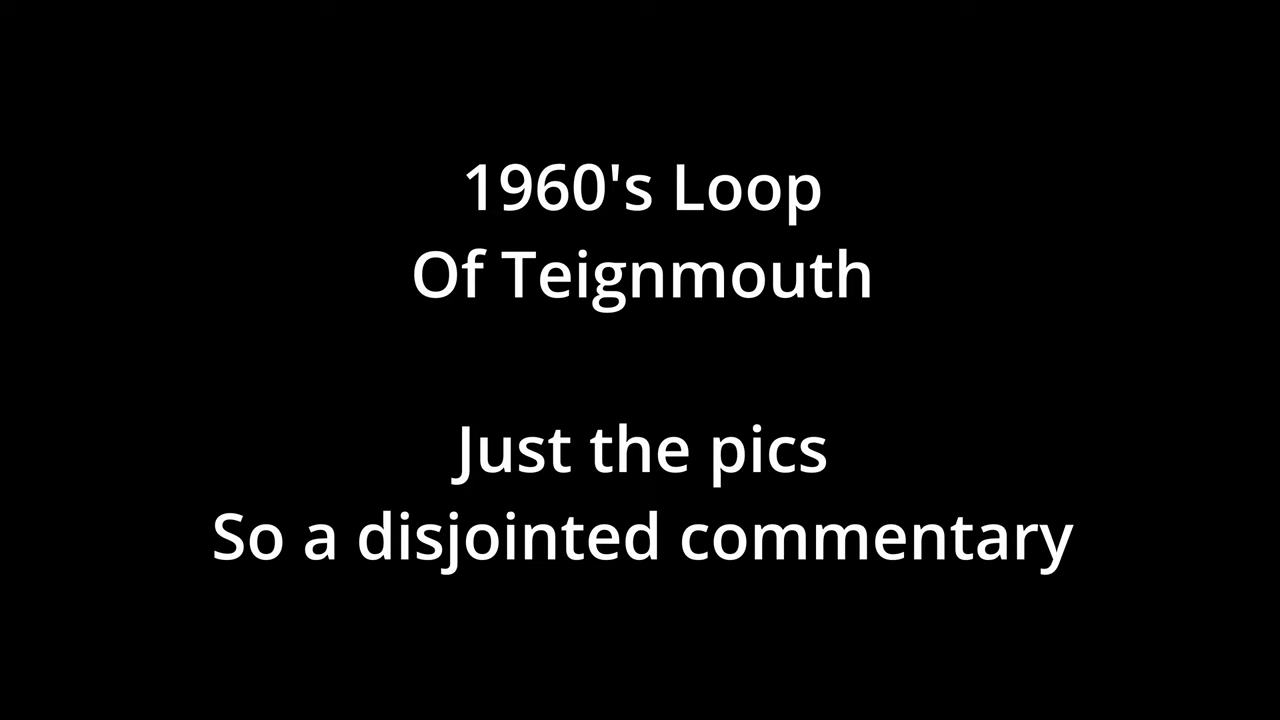 1960's Loop
Of Teignmouth
Just the pics
So a disjointed commentary